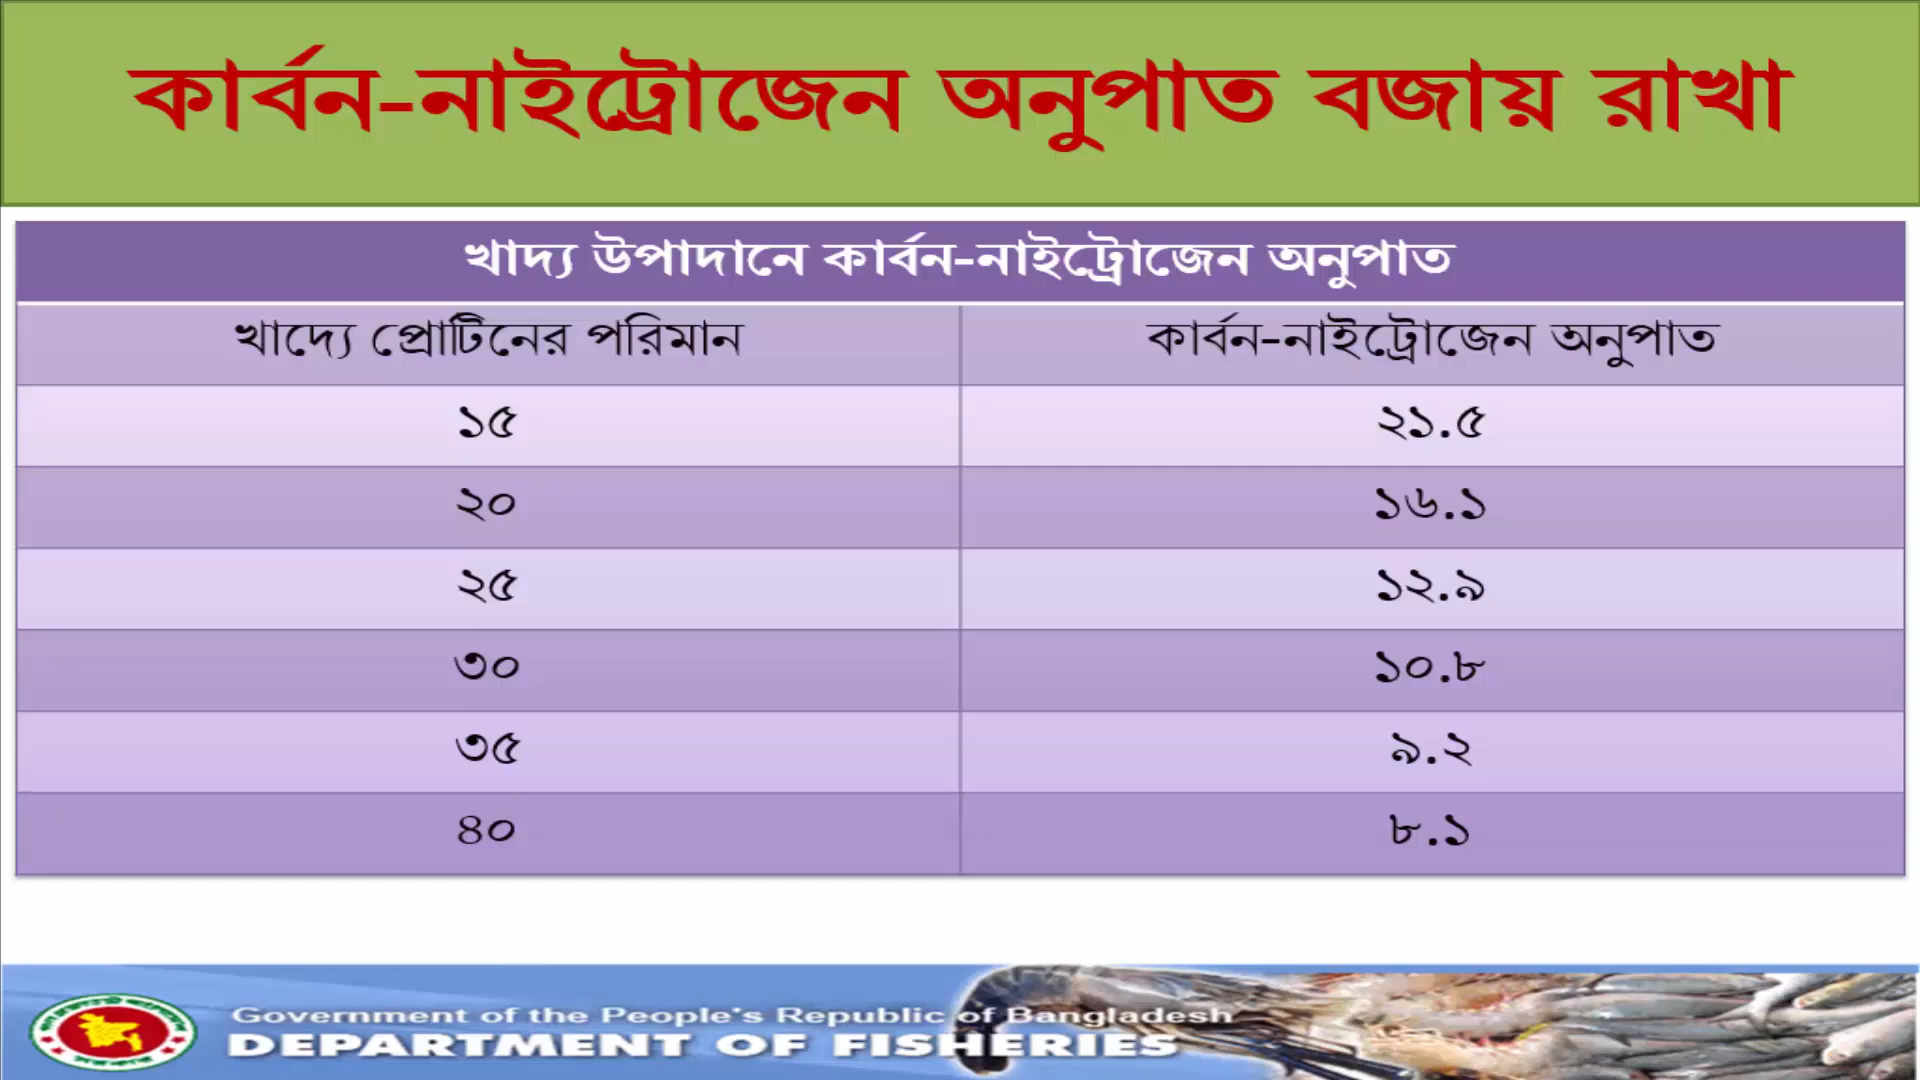 কার্বন-নাইট্রোজেন অনুপাত বজায় রাখা
খাদ্য উপাদানে কার্বন-নাইট্রোজেন অনুপাত
খাদ্যে প্রোটিনের পরিমান কার্বন-নাইট্রোজেন অনুপাত
১৫ ২১.৫
২০ ১৬.১
২৫ ১২.৯
৩০ ১০.৮
৩৫ ৯.২
৪০ ৮.১
Government of the People's Republic of Bangladesh
DEPARTMENT OF FISHERIES